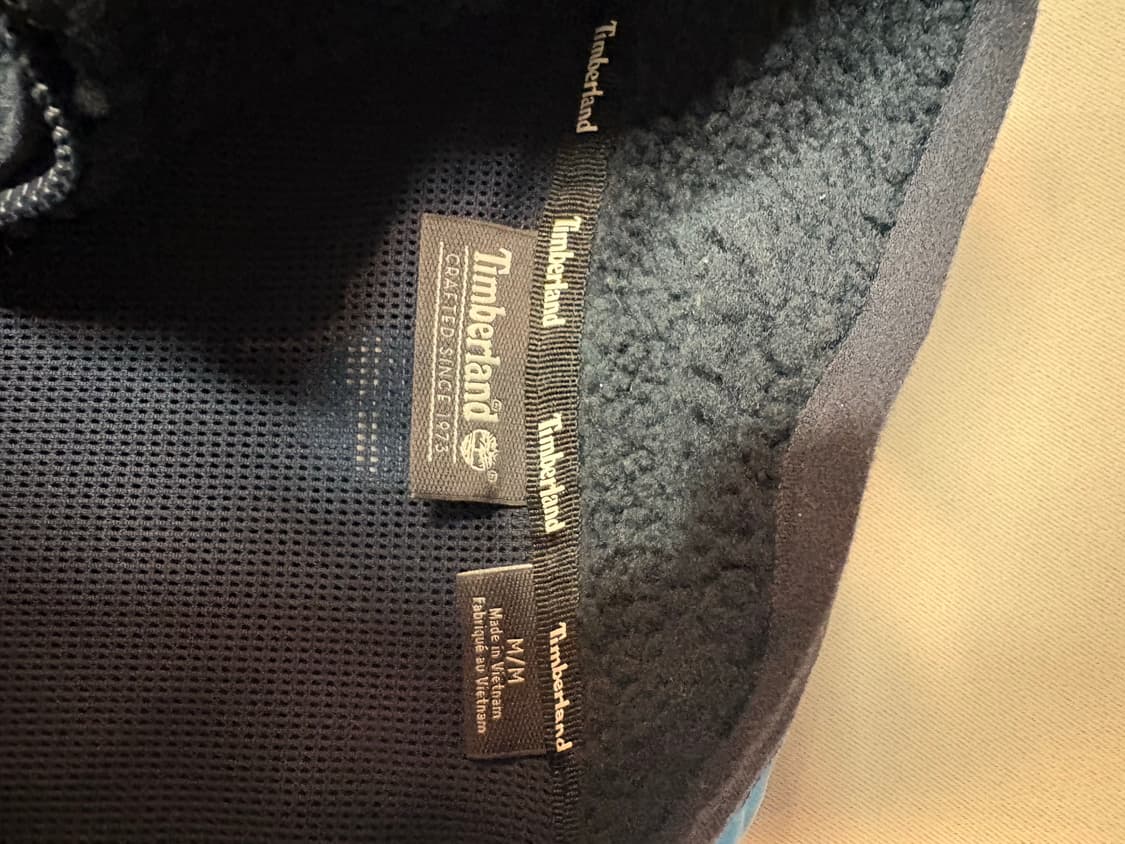 Timberland
Timberland
Timberland
Timberland
Timberland®
CRAFTED SINCE 1973
M/M
Made in Vietnam
Fabriqué au Vietnam